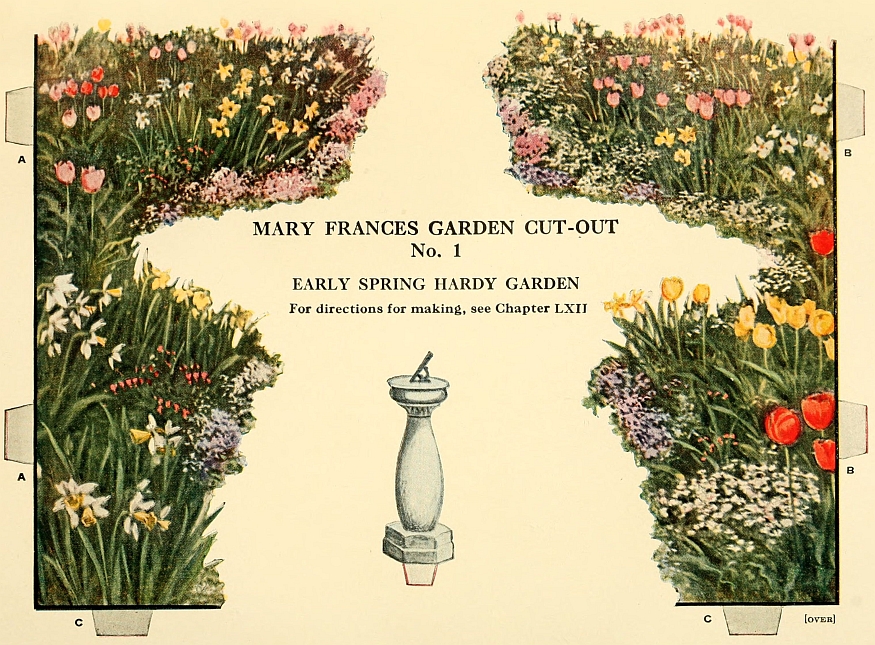 A
B
MARY FRANCES GARDEN CUT-OUT
No. 1
EARLY SPRING HARDY GARDEN
For directions for making, see Chapter LXII
A
B
C
C
[OVER]